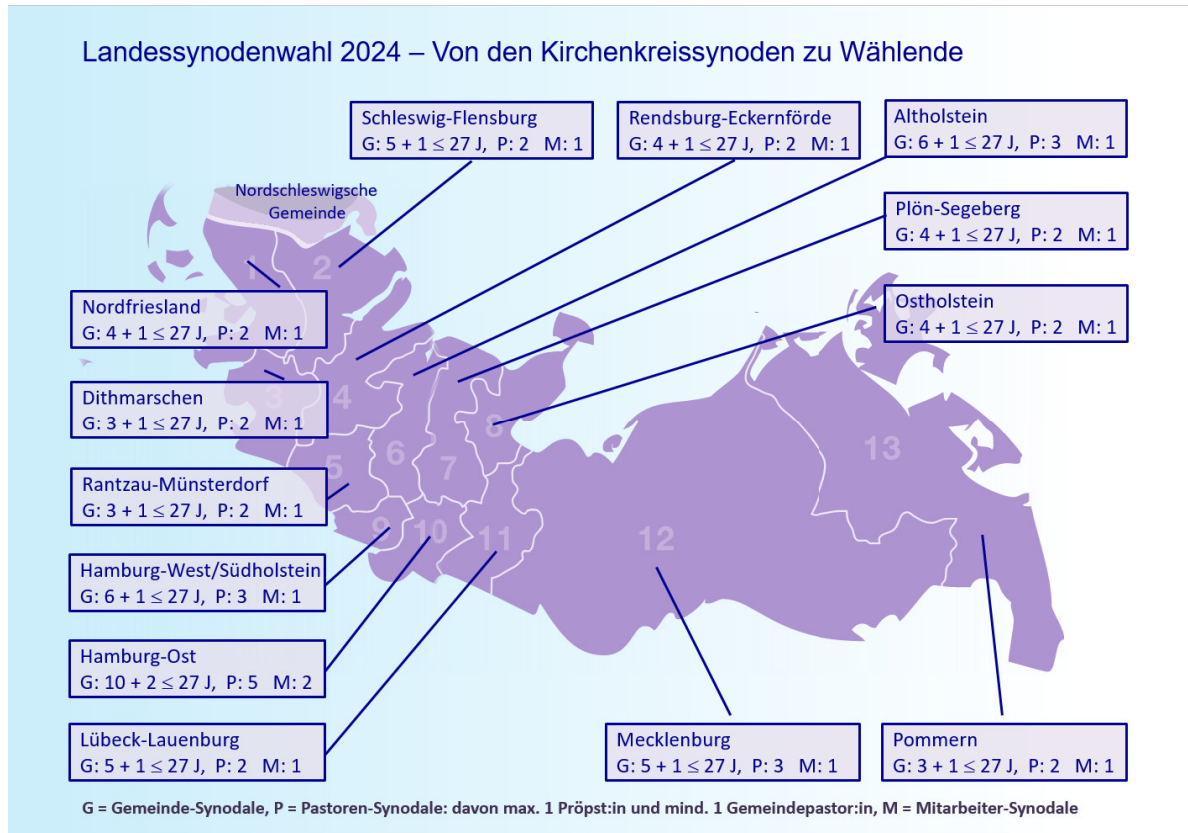 Landessynodenwahl 2024 – Von den Kirchenkreissynoden zu Wählende
Schleswig-Flensburg
G: 5 + 1 ≤ 27 J, P: 2 M: 1
Rendsburg-Eckernförde
G: 4 + 1 ≤ 27 J, P: 2 M: 1
Altholstein
G: 6 + 1 ≤ 27 J, P: 3 M: 1
Nordschleswigsche
Gemeinde
Plön-Segeberg
G: 4 + 1 ≤ 27 J, P: 2 M: 1
1
2
Nordfriesland
G: 4 + 1 ≤ 27 J, P: 2 M: 1
Ostholstein
G: 4 + 1 ≤ 27 J, P: 2 M: 1
Dithmarschen
G: 3 + 1 ≤ 27 J, P: 2 M: 1
3
4
8
13
Rantzau-Münsterdorf
G: 3 + 1 ≤ 27 J, P: 2 M: 1
5
6
7
9
10
11
12
Hamburg-West/Südholstein
G: 6 + 1 ≤ 27 J, P: 3 M: 1
Hamburg-Ost
G: 10 + 2 ≤ 27 J, P: 5 M: 2
Lübeck-Lauenburg
G: 5 + 1 ≤ 27 J, P: 2 M: 1
Mecklenburg
G: 5 + 1 ≤ 27 J, P: 3 M: 1
Pommern
G: 3 + 1 ≤ 27 J, P: 2 M: 1
G = Gemeinde-Synodale, P = Pastoren-Synodale: davon max. 1 Pröpst:in und mind. 1 Gemeindepastor:in, M = Mitarbeiter-Synodale